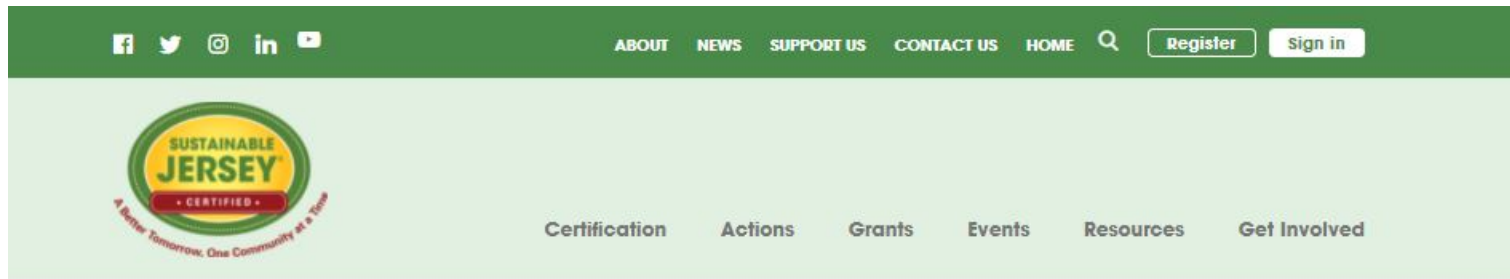 ABOUT NEWS SUPPORT US CONTACT US HOME Register Sign in
SUSTAINABLE
JERSEY
• CERTIFIED •
A Better Tomorrow, One Community at a Time
Certification Actions Grants Events Resources Get Involved